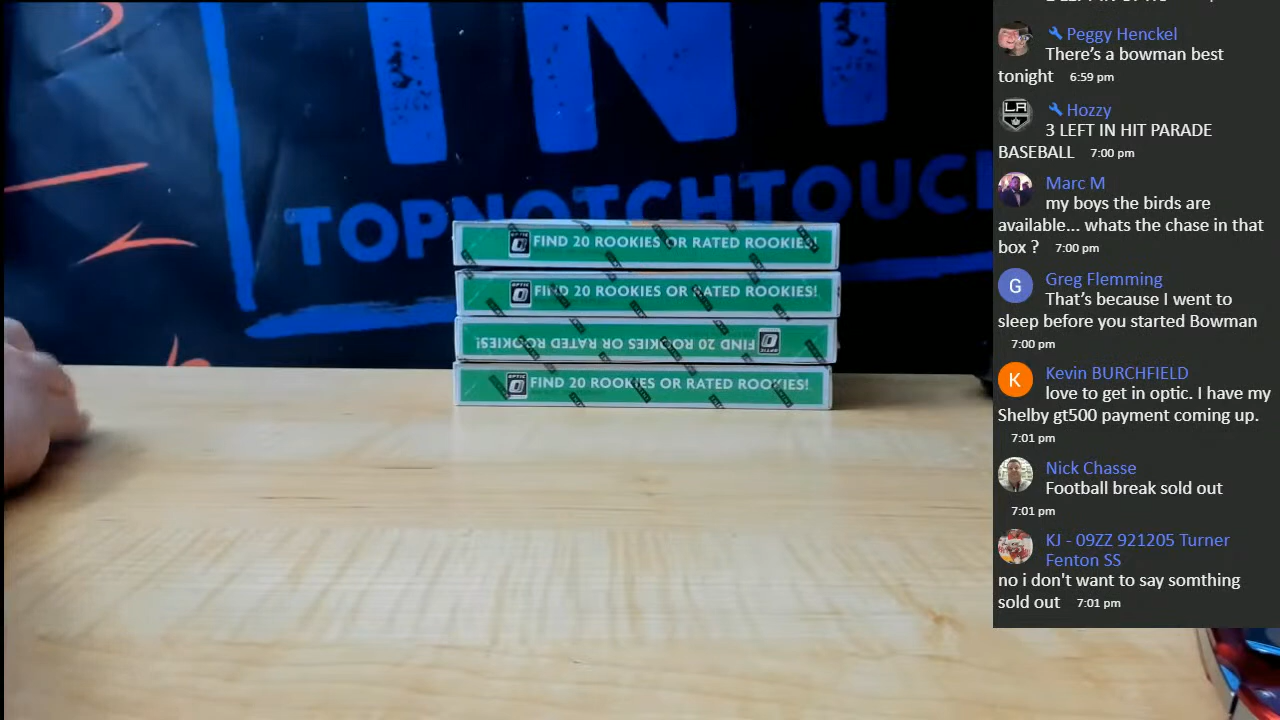 TNT
TOPNOTCHTOUCH
FIND 20 ROOKIES OR RATED ROOKIES!
OPTIC
FIND 20 ROOKIES OR RATED ROOKIES!
FIND 20 ROOKIES OR RATED ROOKIES!
OPTIC
FIND 20 ROOKIES OR RATED ROOKIES!
Peggy Henckel
There's a bowman best
tonight 6:59 pm
Hozzy
3 LEFT IN HIT PARADE
BASEBALL 7:00 pm
Marc M
my boys the birds are
available... whats the chase in that
box ? 7:00 pm
G Greg Flemming
That's because I went to
sleep before you started Bowman
7:00 pm
K Kevin BURCHFIELD
love to get in optic. I have my
Shelby gt500 payment coming up.
7:01 pm
Nick Chasse
Football break sold out
7:01 pm
KJ - 09ZZ 921205 Turner
Fenton SS
no i don't want to say somthing
sold out 7:01 pm